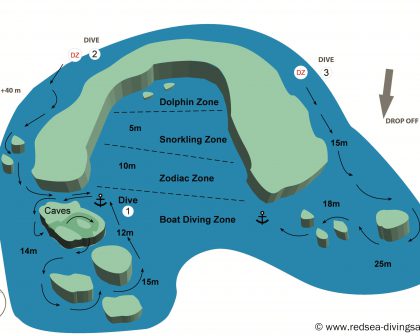 DIVE
DZ 2
DIVE
DZ 3
+40 m
DROP OFF
Dolphin Zone
5m
Snorkling Zone
15m
10m
Zodiac Zone
Caves
Dive
1
18m
Boat Diving Zone
12m
14m
25m
15m
© www.redsea-divingsa